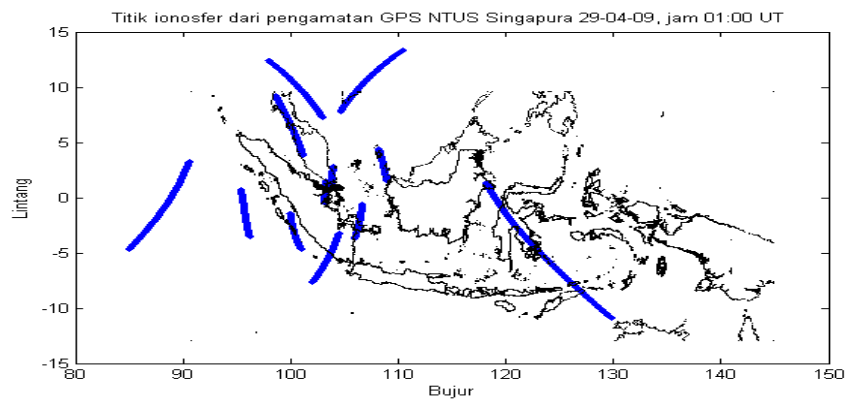 Titik ionosfer dari pengamatan GPS NTUS Singapura 29-04-09, jam 01:00 UT
15
10
5
0
-5
-10
-15
Lintang
80 90 100 110 120 130 140 150
Bujur